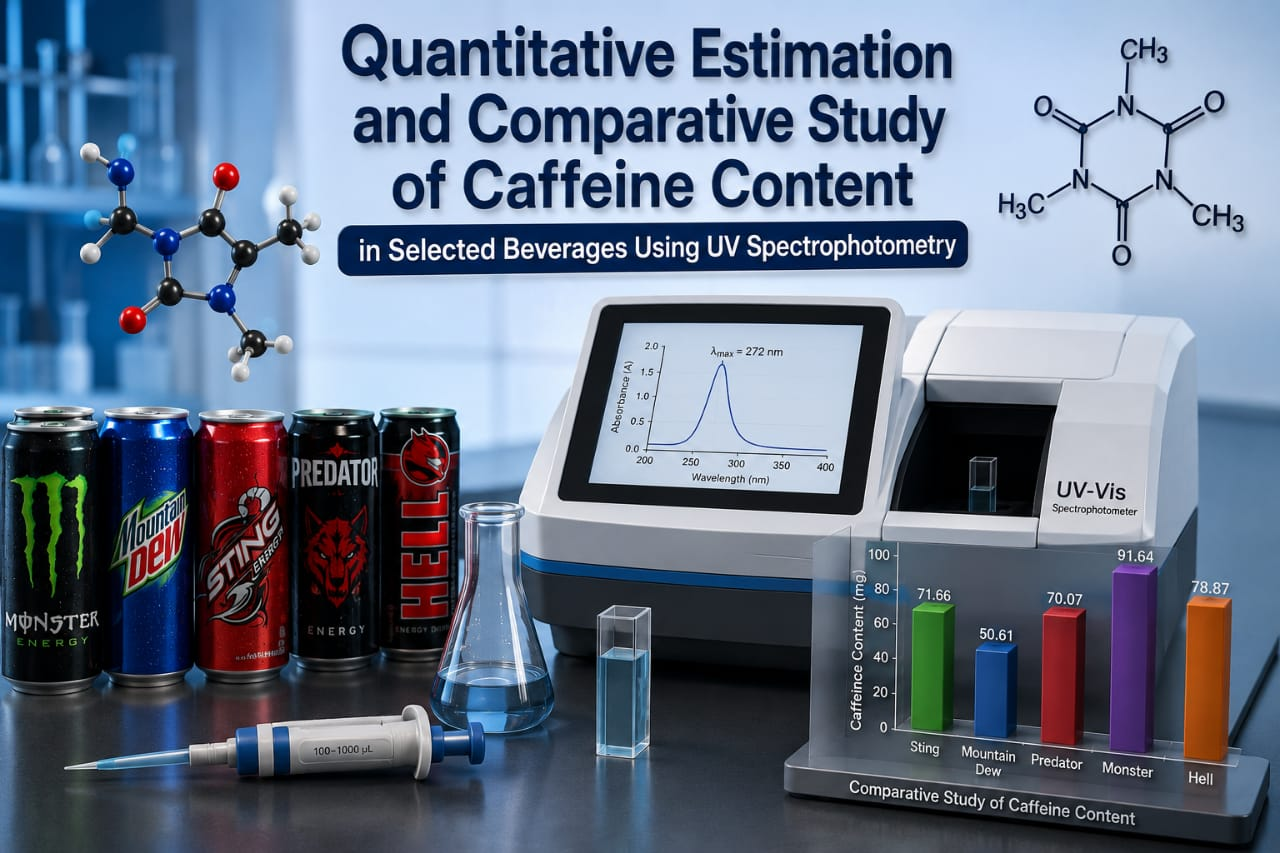 Quantitative Estimation
and Comparative Study
of Caffeine Content
in Selected Beverages Using UV Spectrophotometry
CH3
O
N
O
N
N
H3C
CH3
O
λmax = 272 nm
Absorbance (A)
2.0
1.5
1.0
0.5
0.0
200
250
300
350
400
Wavelength (nm)
UV-Vis
Spectrophotometer
MONSTER
ENERGY
Mountain
DEW
STING
ENERGY
PREDATOR
ENERGY
HELL
ENERGY
100–1000 µL
Caffeince Content (mg)
100
80
60
40
20
0
71.66
50.61
70.07
91.64
78.87
Sting
Mountain
Dew
Predator
Monster
Hell
Comparative Study of Caffeine Content